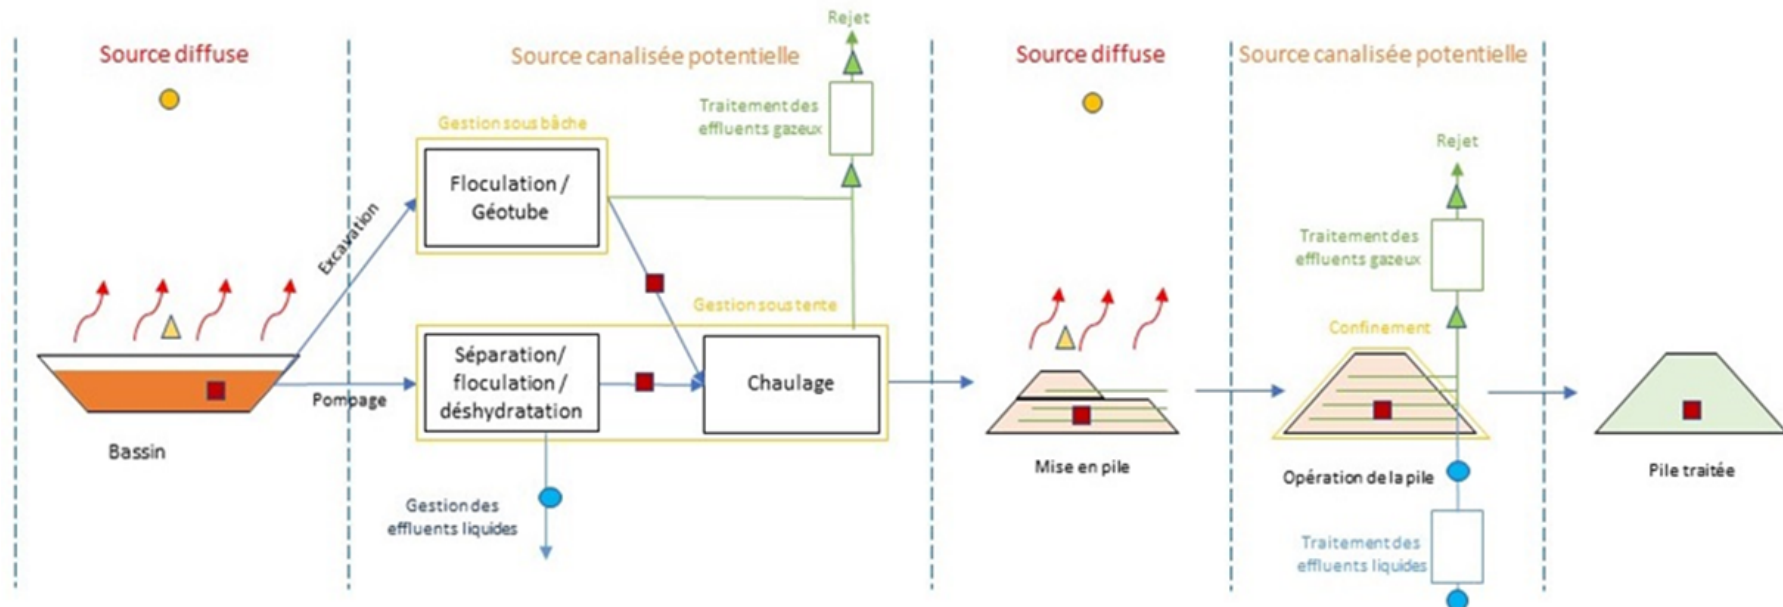 Source diffuse
Source canalisée potentielle
Rejet
Source diffuse
Source canalisée potentielle
Traitement des
effluents gazeux
Gestion sous bâche
Floculation /
Géotube
Excavation
Rejet
Traitement des
effluents gazeux
Gestion sous tente
Confinement
Séparation/
floculation /
déshydratation
Chaulage
Pompage
Bassin
Mise en pile
Opération de la pile
Pile traitée
Gestion des
effluents liquides
Traitement des
effluents liquides